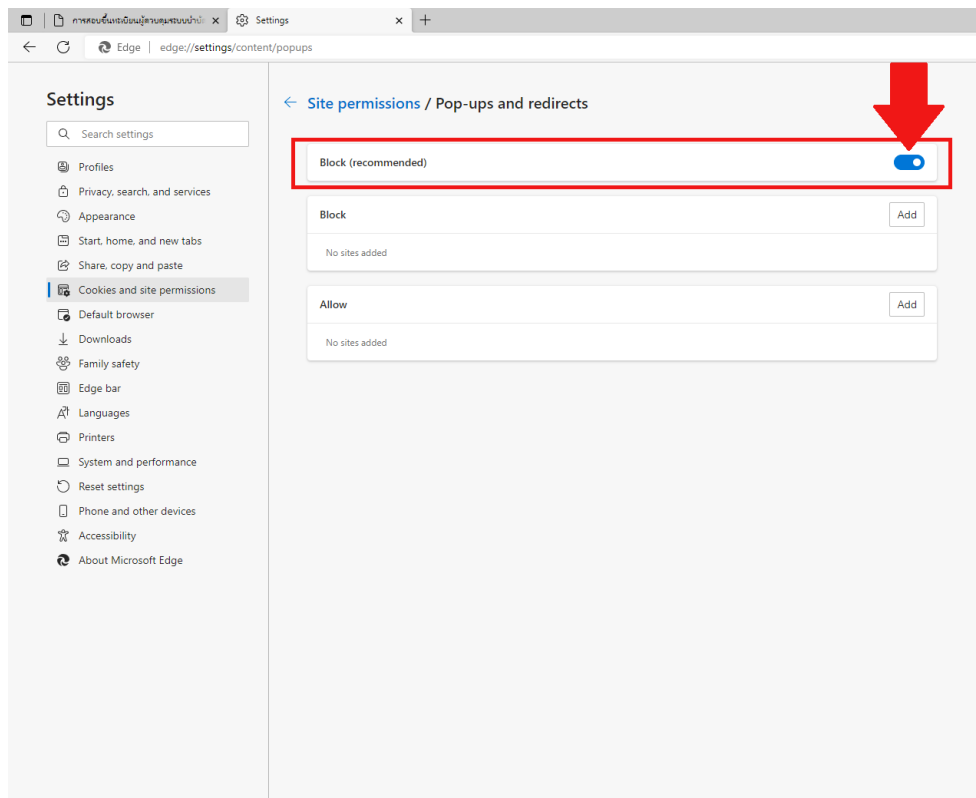 การสอบขึ้นทะเบียนผู้ควบคุมระบบบำบั
Settings
Edge
edge://settings/content/popups
Settings
Site permissions / Pop-ups and redirects
Search settings
Block (recommended)
Profiles
Privacy, search, and services
Appearance
Start, home, and new tabs
Share, copy and paste
Cookies and site permissions
Default browser
Downloads
Family safety
Edge bar
Languages
Printers
System and performance
Reset settings
Phone and other devices
Accessibility
About Microsoft Edge
Block
Add
No sites added
Allow
Add
No sites added